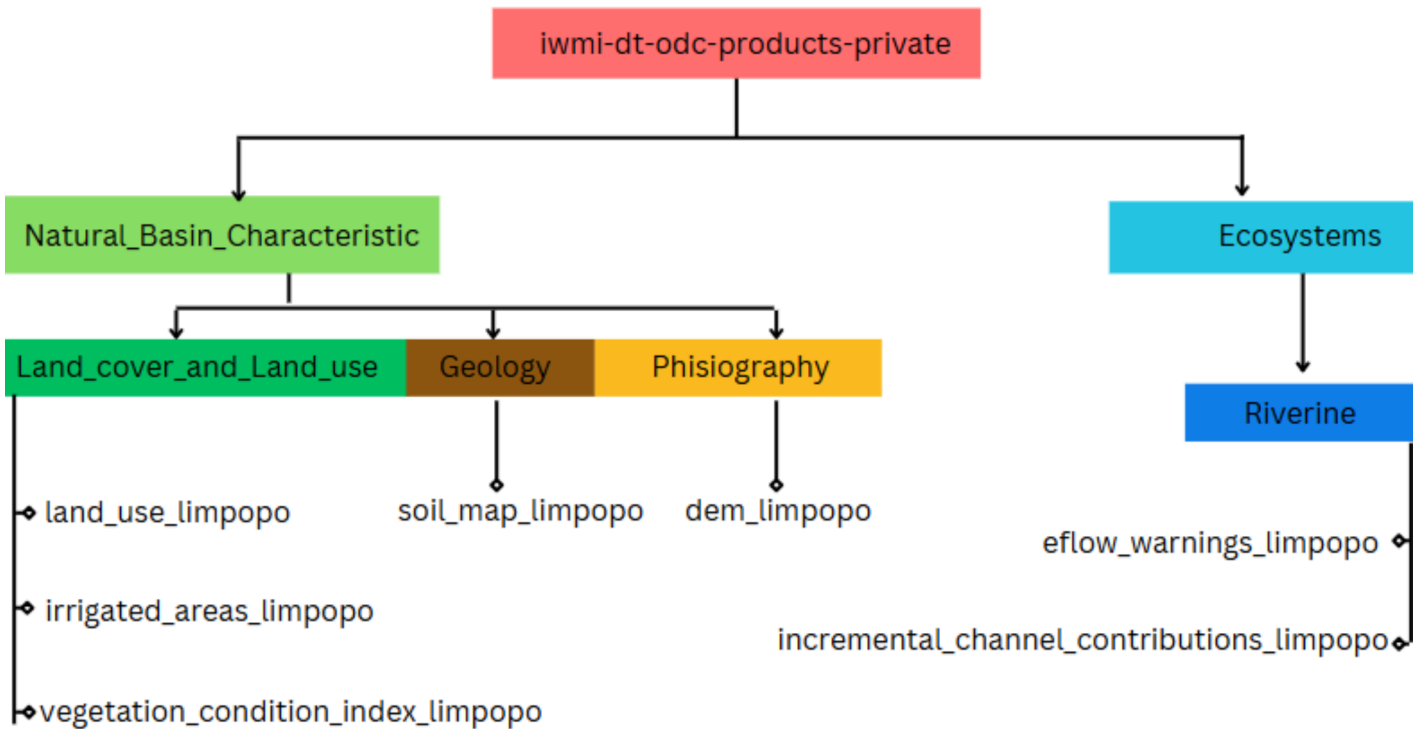 iwmi-dt-odc-products-private
Natural_Basin_Characteristic
Ecosystems
Land_cover_and_Land_use
Geology
Phisiography
Riverine
land_use_limpopo
soil_map_limpopo
dem_limpopo
eflow_warnings_limpopo
irrigated_areas_limpopo
incremental_channel_contributions_limpopo
vegetation_condition_index_limpopo